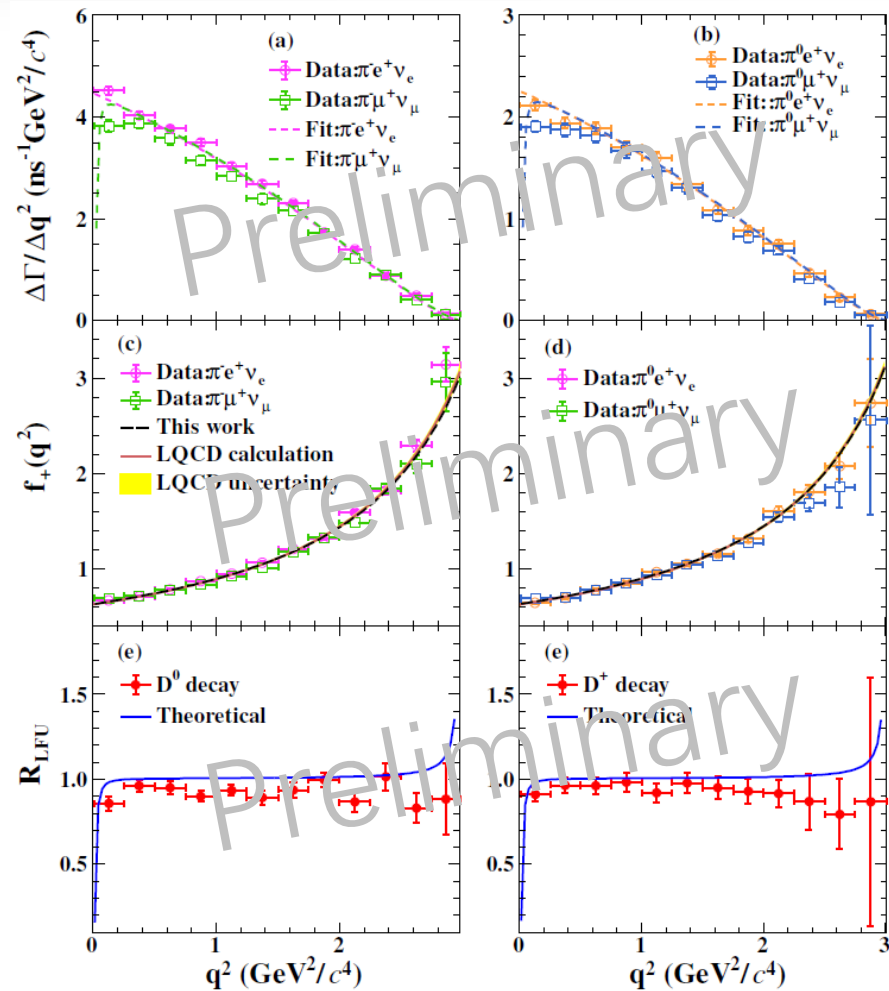 (a)
Data:π⁻e⁺νₑ
Data:π⁻μ⁺ν_μ
Fit:π⁻e⁺νₑ
Fit:π⁻μ⁺ν_μ
ΔΓ/Δq² (ns⁻¹GeV²/c⁴)
6
4
2
0
Preliminary
(b)
Data:π⁰e⁺νₑ
Data:π⁰μ⁺ν_μ
Fit::π⁰e⁺νₑ
Fit::π⁰μ⁺ν_μ
3
2
1
0
Preliminary
(c)
Data:π⁻e⁺νₑ
Data:π⁻μ⁺ν_μ
This work
LQCD calculation
LQCD uncertainty
f₊(q²)
3
2
1
Preliminary
(d)
Data:π⁰e⁺νₑ
Data:π⁰μ⁺ν_μ
3
2
1
Preliminary
(e)
D⁰ decay
Theoretical
R_LFU
1.5
1.0
0.5
0 1 2
q² (GeV²/c⁴)
Preliminary
(e)
D⁺ decay
Theoretical
1.5
1.0
0.5
0 1 2 3
q² (GeV²/c⁴)